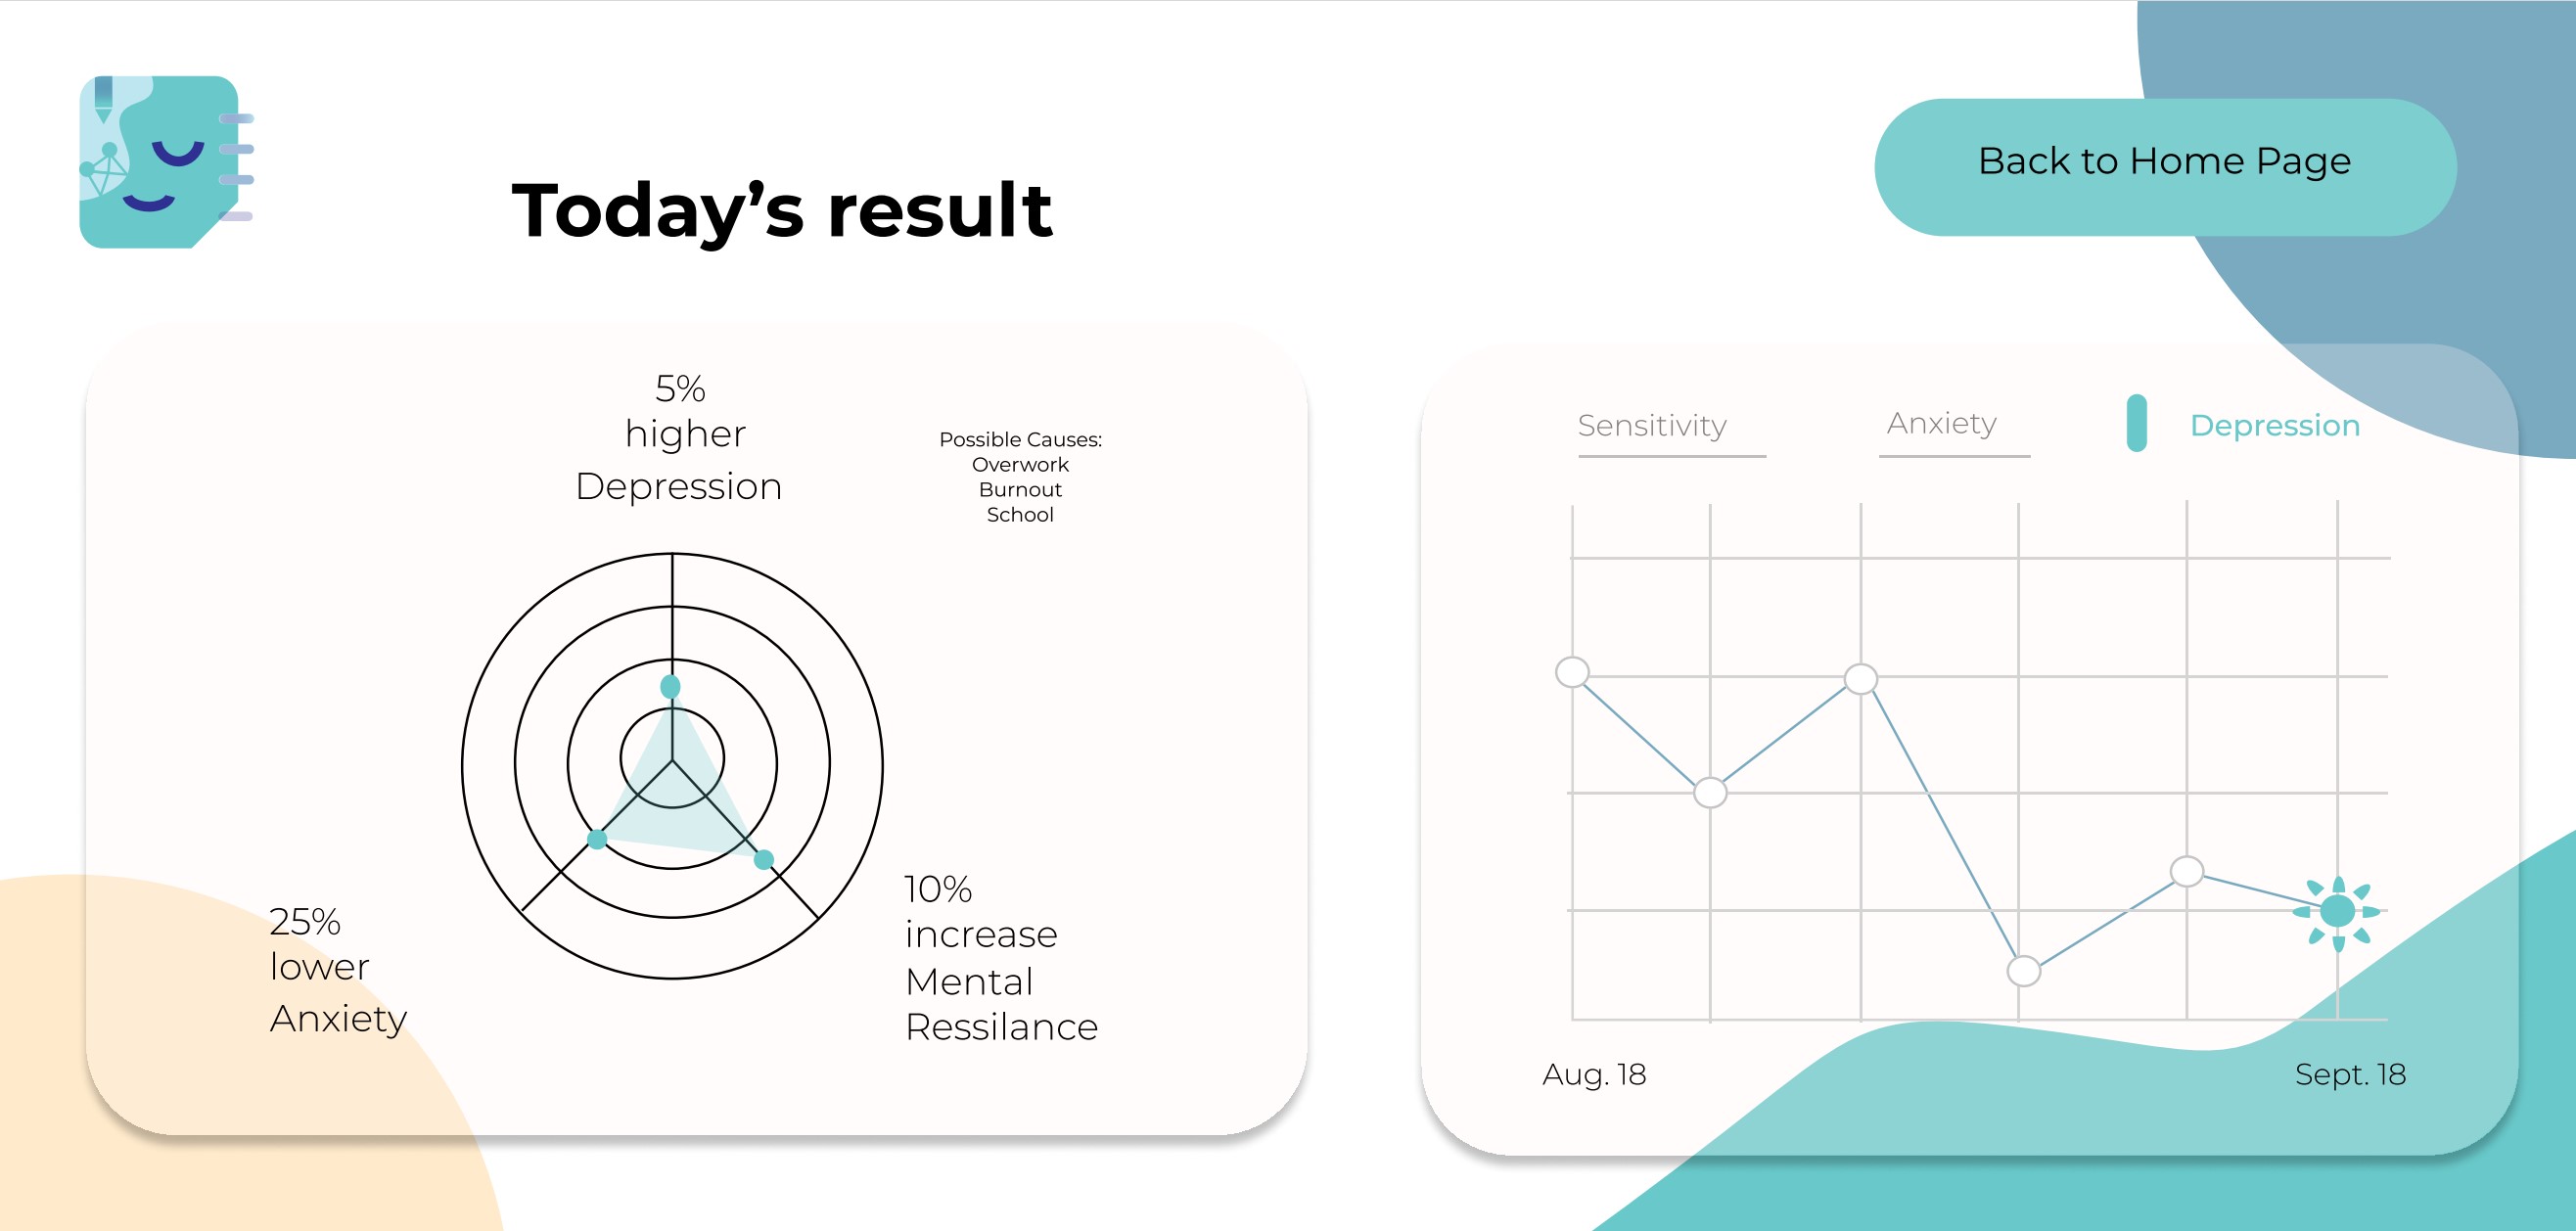 Today’s result
Back to Home Page
5%
higher
Depression
Possible Causes:
Overwork
Burnout
School
25%
lower
Anxiety
10%
increase
Mental
Ressilance
Sensitivity
Anxiety
Depression
Aug. 18
Sept. 18